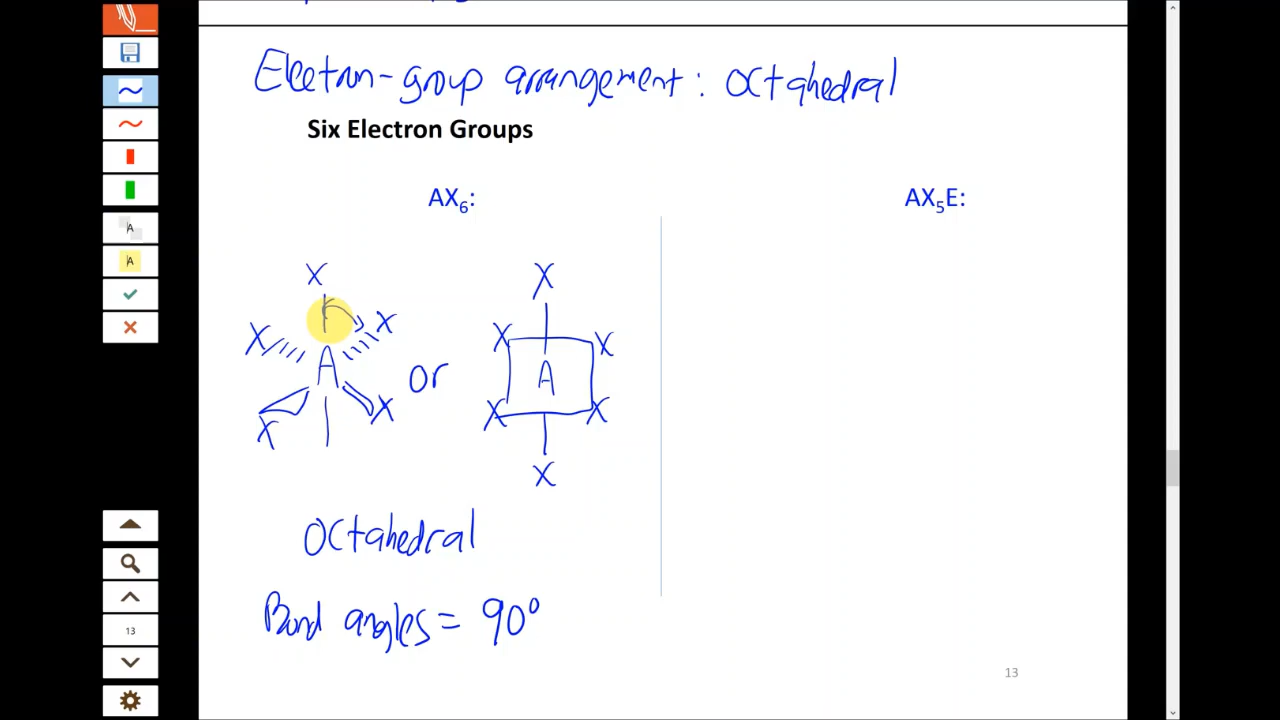 Electron-group arrangement: Octahedral
Six Electron Groups
AX6:
AX5E:
X
X
X
A
X
X
or
X
X
X
A
X
X
X
Octahedral
Bond angles = 90°
13
13
A
A